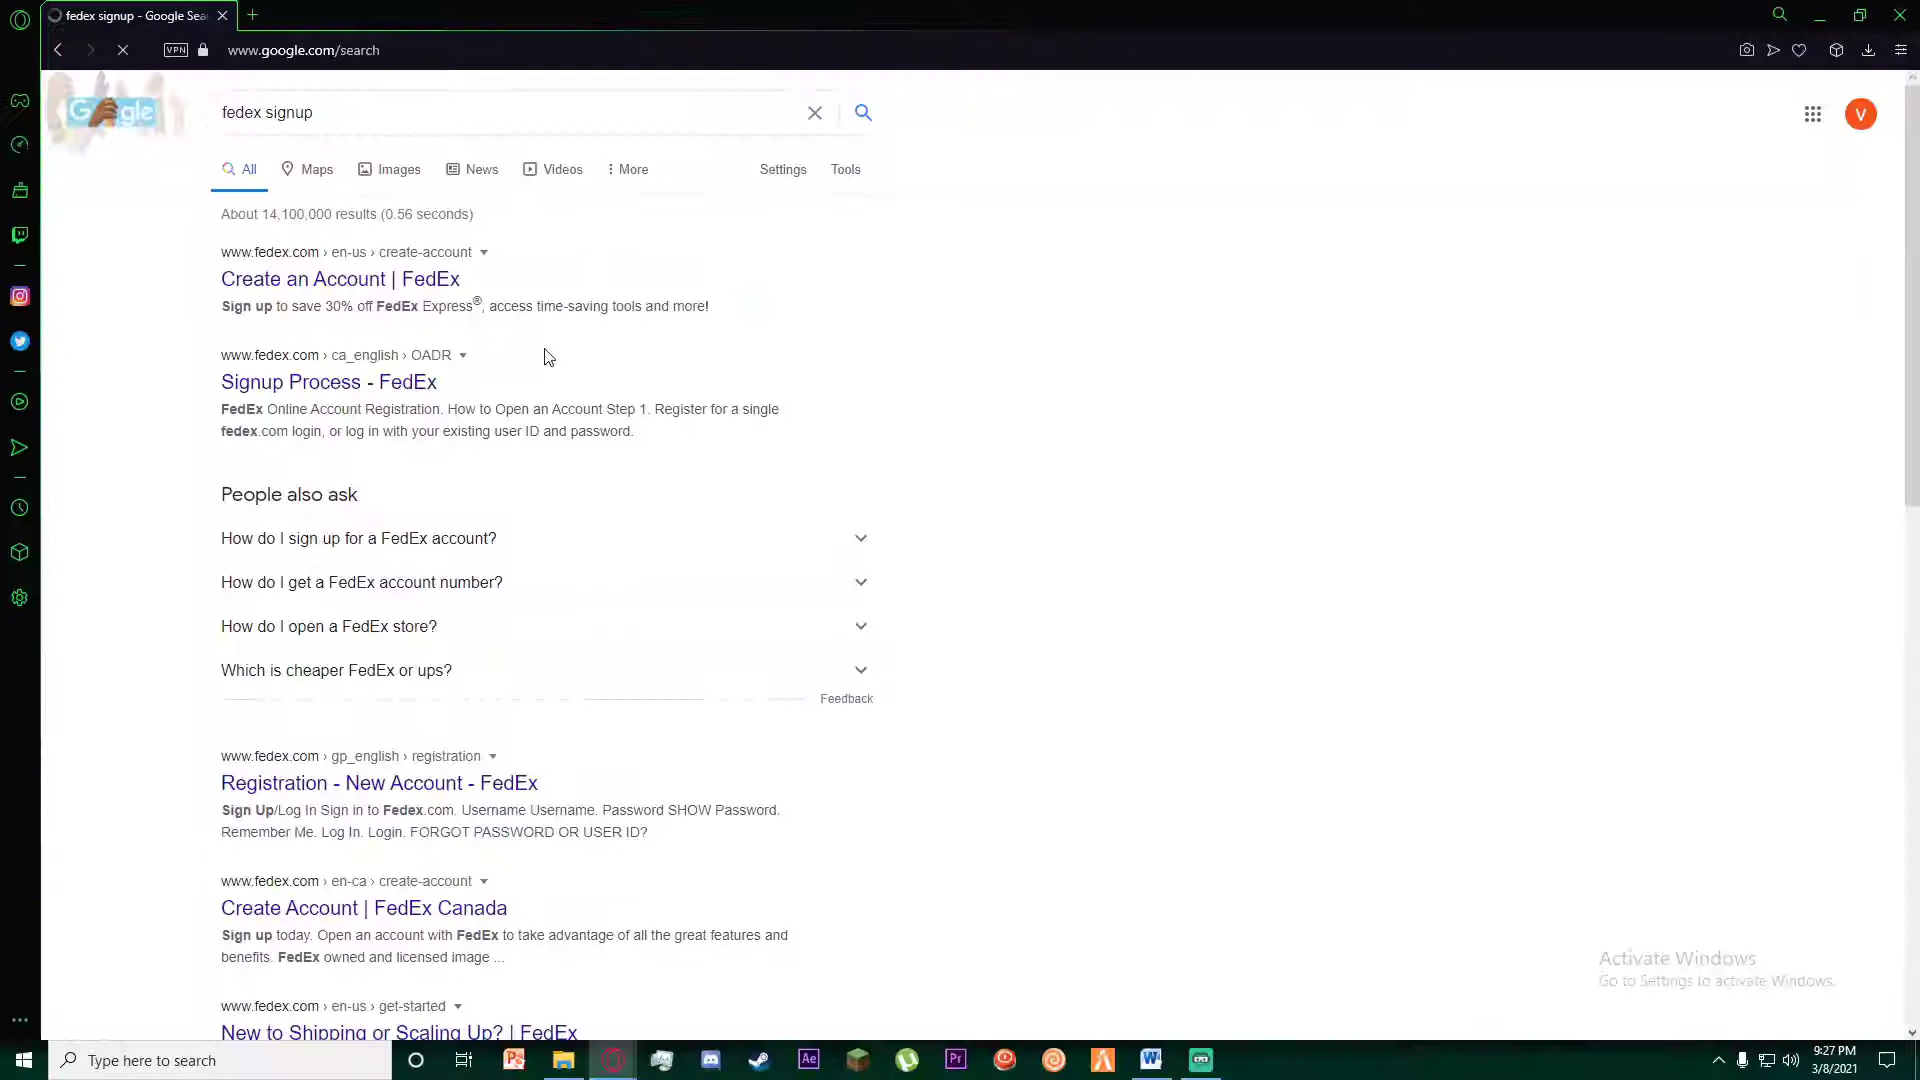 fedex signup - Google Sea
VPN
www.google.com/search
Google
fedex signup
V
All
Maps
Images
News
Videos
More
Settings
Tools
About 14,100,000 results (0.56 seconds)
www.fedex.com › en-us › create-account
Create an Account | FedEx
Sign up to save 30% off FedEx Express®, access time-saving tools and more!
www.fedex.com › ca_english › OADR
Signup Process - FedEx
FedEx Online Account Registration. How to Open an Account Step 1. Register for a single
fedex.com login, or log in with your existing user ID and password.
People also ask
How do I sign up for a FedEx account?
How do I get a FedEx account number?
How do I open a FedEx store?
Which is cheaper FedEx or ups?
Feedback
www.fedex.com › gp_english › registration
Registration - New Account - FedEx
Sign Up/Log In Sign in to Fedex.com. Username Username. Password SHOW Password.
Remember Me. Log In. Login. FORGOT PASSWORD OR USER ID?
www.fedex.com › en-ca › create-account
Create Account | FedEx Canada
Sign up today. Open an account with FedEx to take advantage of all the great features and
benefits. FedEx owned and licensed image ...
www.fedex.com › en-us › get-started
New to Shipping or Scaling Up? | FedEx
Activate Windows
Go to Settings to activate Windows.
Type here to search
Ae
Pr
W
9:27 PM
3/8/2021